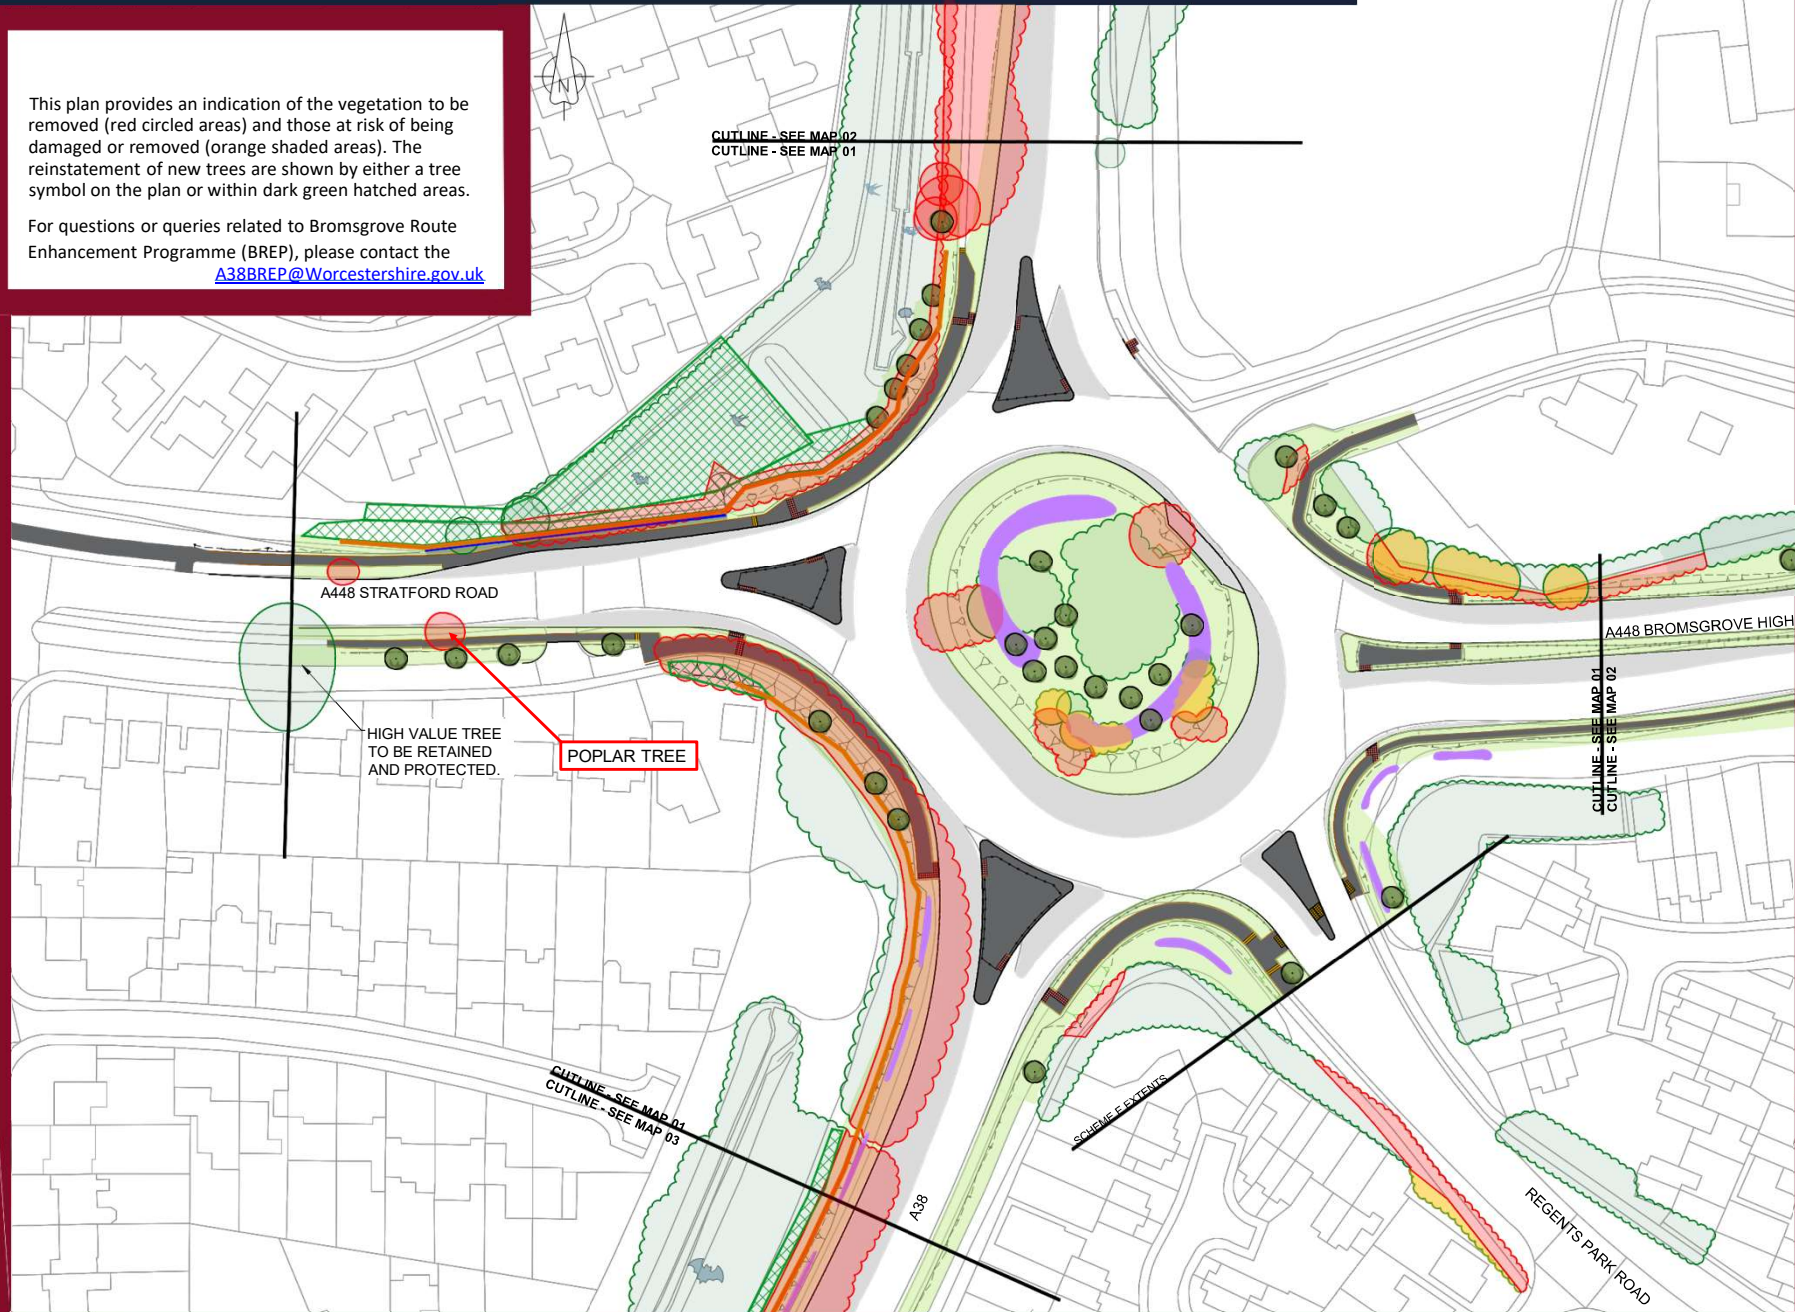 This plan provides an indication of the vegetation to be
removed (red circled areas) and those at risk of being
damaged or removed (orange shaded areas). The
reinstatement of new trees are shown by either a tree
symbol on the plan or within dark green hatched areas.
For questions or queries related to Bromsgrove Route
Enhancement Programme (BREP), please contact the
A38BREP@Worcestershire.gov.uk
N
CUTLINE - SEE MAP 02
CUTLINE - SEE MAP 01
A448 STRATFORD ROAD
HIGH VALUE TREE
TO BE RETAINED
AND PROTECTED.
POPLAR TREE
A448 BROMSGROVE HIGH
CUTLINE - SEE MAP 01
CUTLINE - SEE MAP 02
CUTLINE - SEE MAP 01
CUTLINE - SEE MAP 03
SCHEME E EXTENTS
A38
REGENTS PARK ROAD